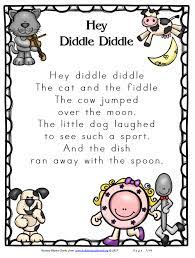 Hey
Diddle Diddle
Hey diddle diddle
The cat and the fiddle
The cow jumped
over the moon.
The little dog laughed
to see such a sport.
And the dish
ran away with the spoon.